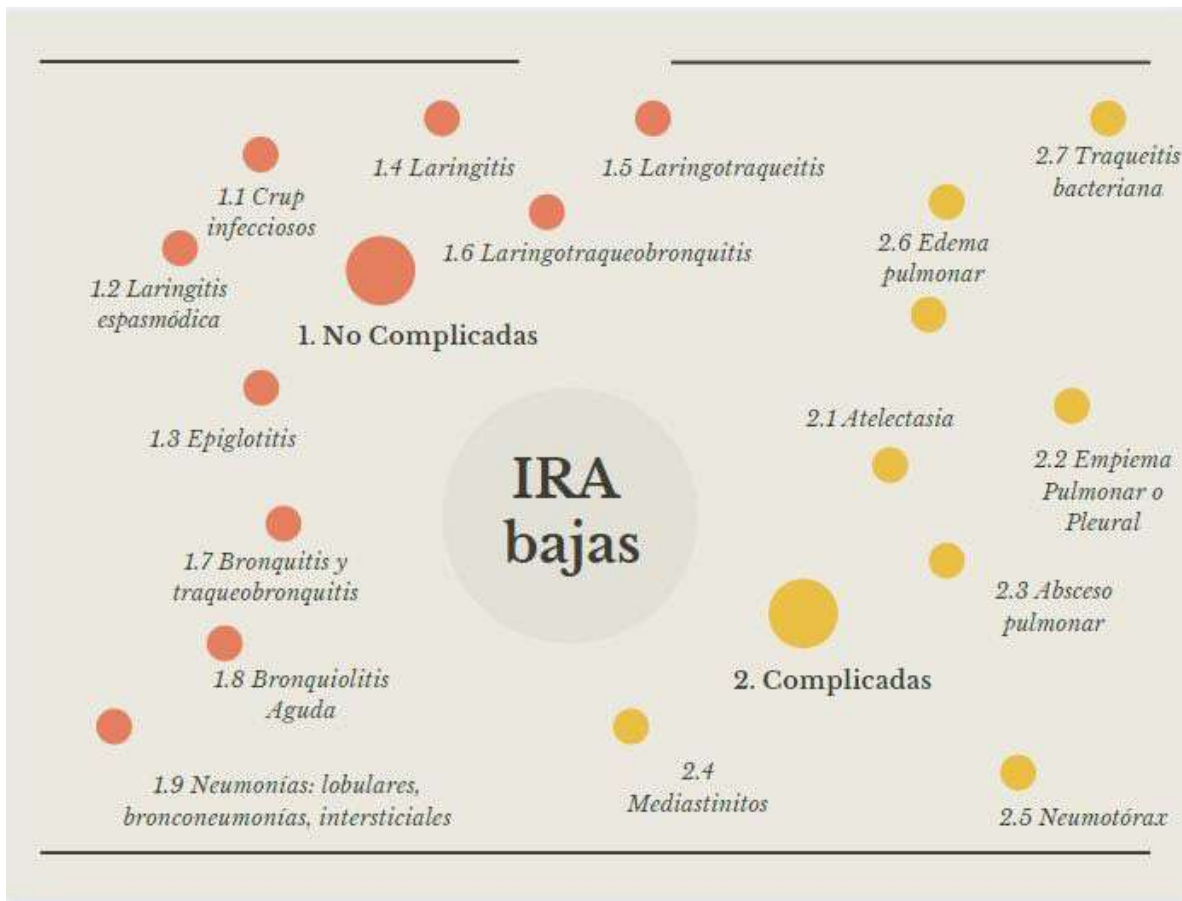 IRA
bajas
1. No Complicadas
1.1 Crup
infecciosos
1.2 Laringitis
espasmódica
1.3 Epiglotitis
1.4 Laringitis
1.5 Laringotraqueitis
1.6 Laringotraqueobronquitis
1.7 Bronquitis y
traqueobronquitis
1.8 Bronquiolitis
Aguda
1.9 Neumonías: lobulares,
bronconeumonías, intersticiales
2. Complicadas
2.1 Atelectasia
2.2 Empiema
Pulmonar o
Pleural
2.3 Absceso
pulmonar
2.4
Mediastinitos
2.5 Neumotórax
2.6 Edema
pulmonar
2.7 Traqueitis
bacteriana